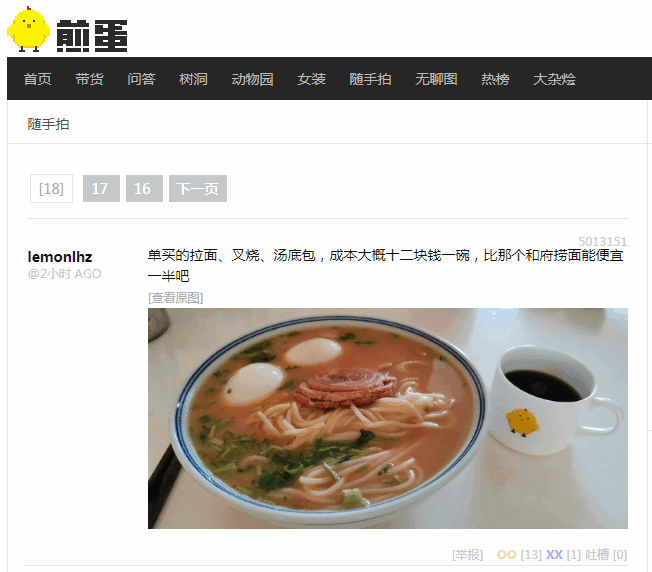 煎蛋
首页 带货 问答 树洞 动物园 女装 随手拍 无聊图 热榜 大杂烩
随手拍
[18] 17 16 下一页
5013151
lemonlhz
@2小时 AGO
单买的拉面、叉烧、汤底包，成本大概十二块钱一碗，比那个和府捞面能便宜
一半吧
[查看原图]
[举报] OO [13] XX [1] 吐槽 [0]